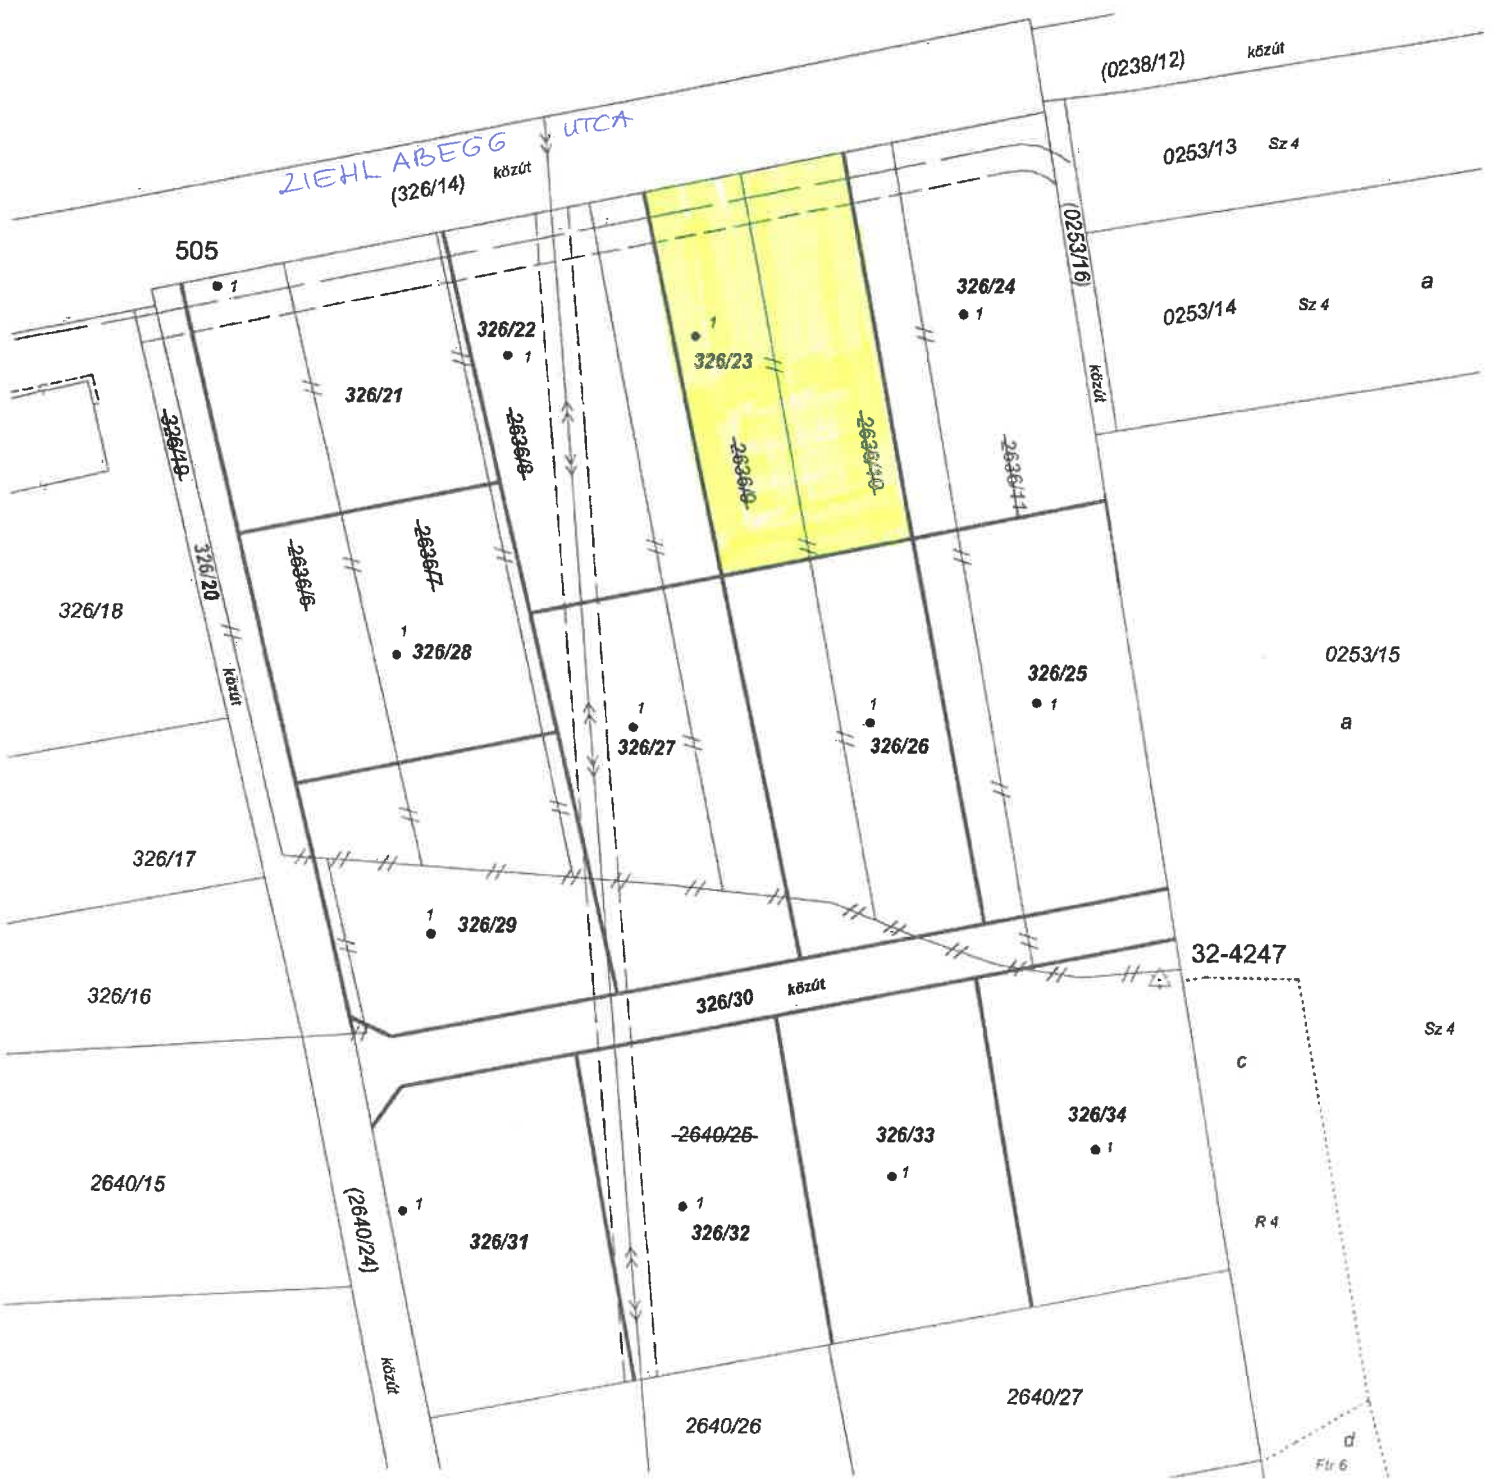 (0238/12) közút
ZIEHL ABEGG UTCA
(326/14) közút
0253/13 Sz 4
505
1
(0253/16)
326/24
1
0253/14 Sz 4
a
326/22
1
1
326/23
326/21
közút
326/19
2636/8
2636/9
2636/10
2636/11
326/20
2636/6
2636/7
326/18
1
326/28
0253/15
közút
326/25
1
1
326/27
1
326/26
a
326/17
1
326/29
32-4247
326/16
326/30 közút
Sz 4
c
2640/25
326/33
1
326/34
1
2640/15
(2640/24)
1
326/31
1
326/32
R 4
közút
2640/26
2640/27
d
Ftr 6